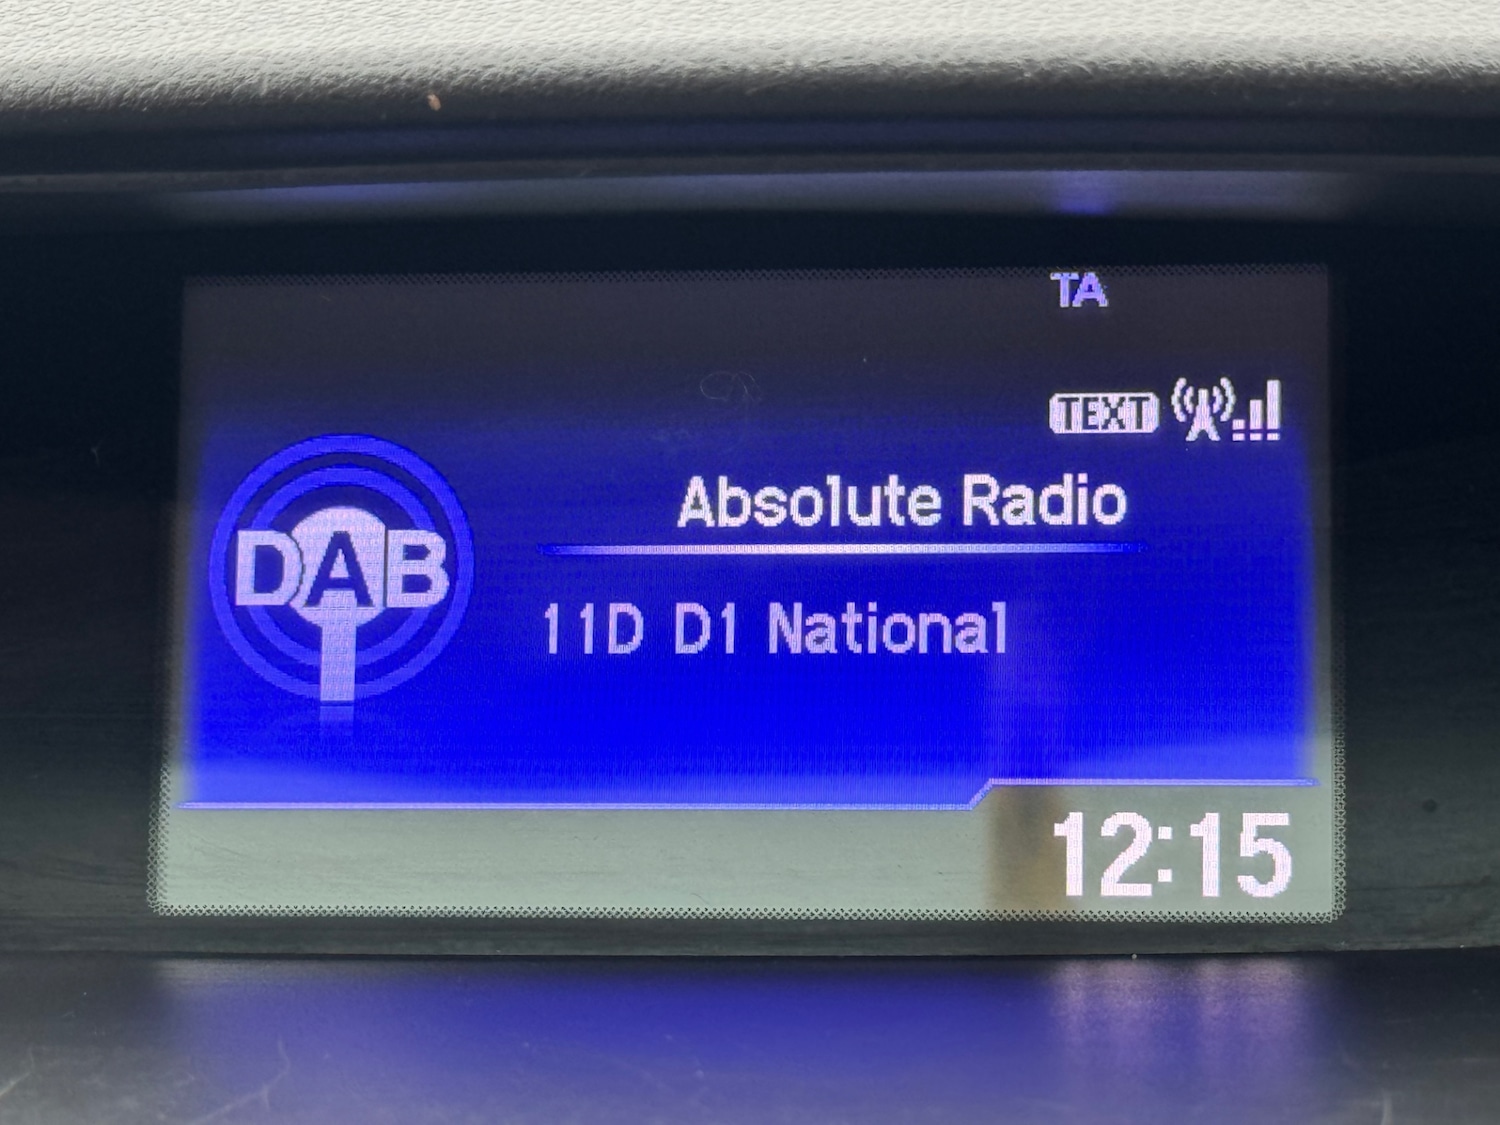 TA
TEXT
Absolute Radio
DAB
11D D1 National
12:15